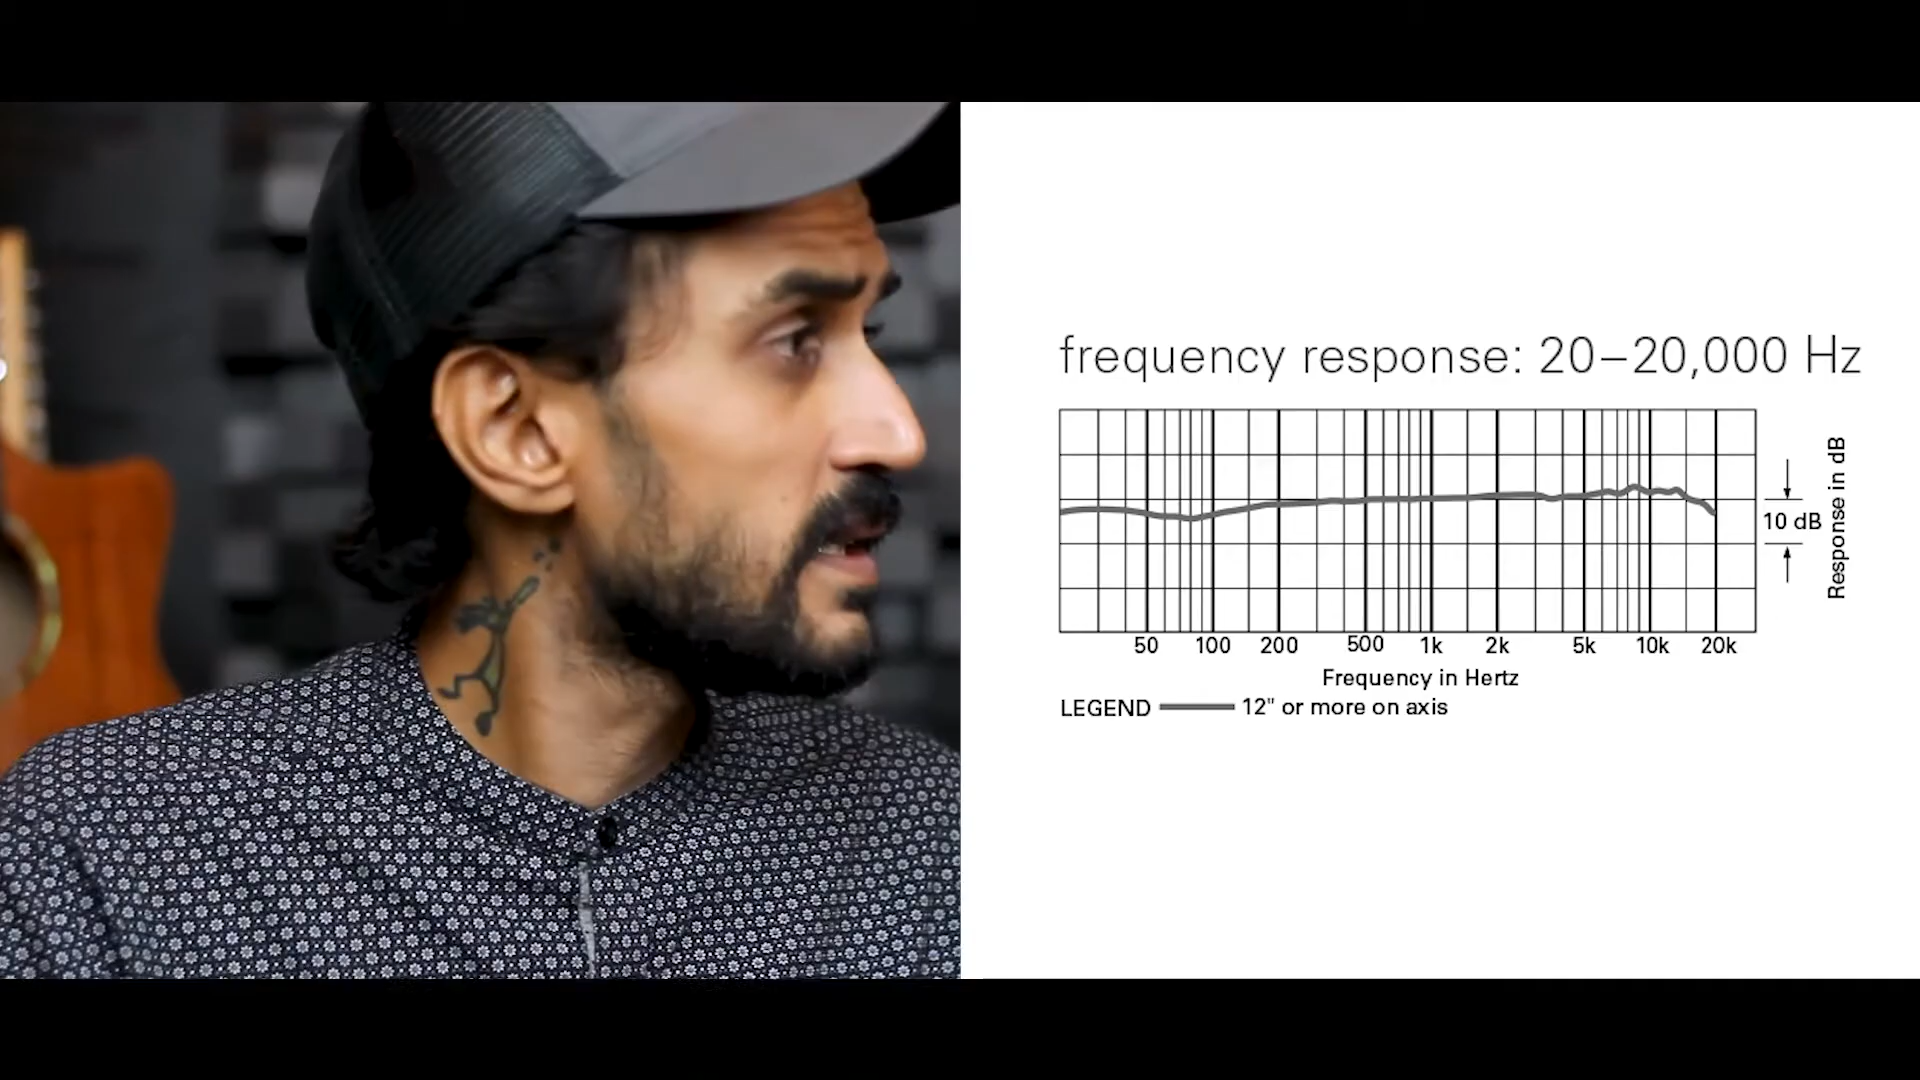 frequency response: 20–20,000 Hz
10 dB
Response in dB
50 100 200 500 1k 2k 5k 10k 20k
Frequency in Hertz
LEGEND 12" or more on axis